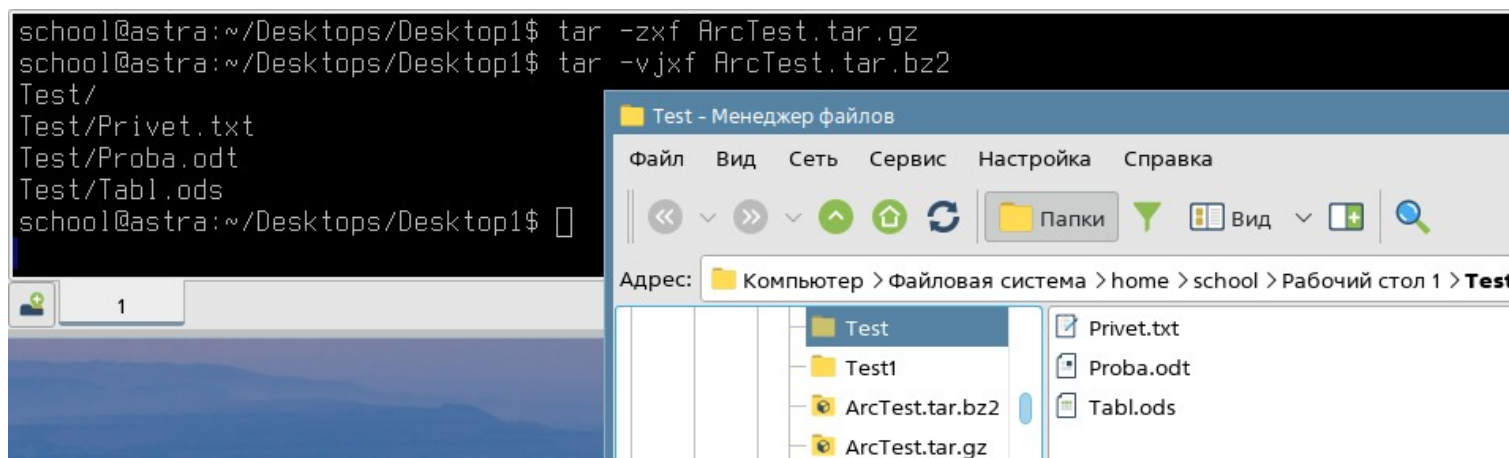 school@astra:~/Desktops/Desktop1$ tar -zxf ArcTest.tar.gz
school@astra:~/Desktops/Desktop1$ tar -vjxf ArcTest.tar.bz2
Test/
Test/Privet.txt
Test/Proba.odt
Test/Tabl.ods
school@astra:~/Desktops/Desktop1$
1
Test - Менеджер файлов
Файл Вид Сеть Сервис Настройка Справка
Папки Вид
Адрес: Компьютер > Файловая система > home > school > Рабочий стол 1 > Test
Test
Test1
ArcTest.tar.bz2
ArcTest.tar.gz
Privet.txt
Proba.odt
Tabl.ods